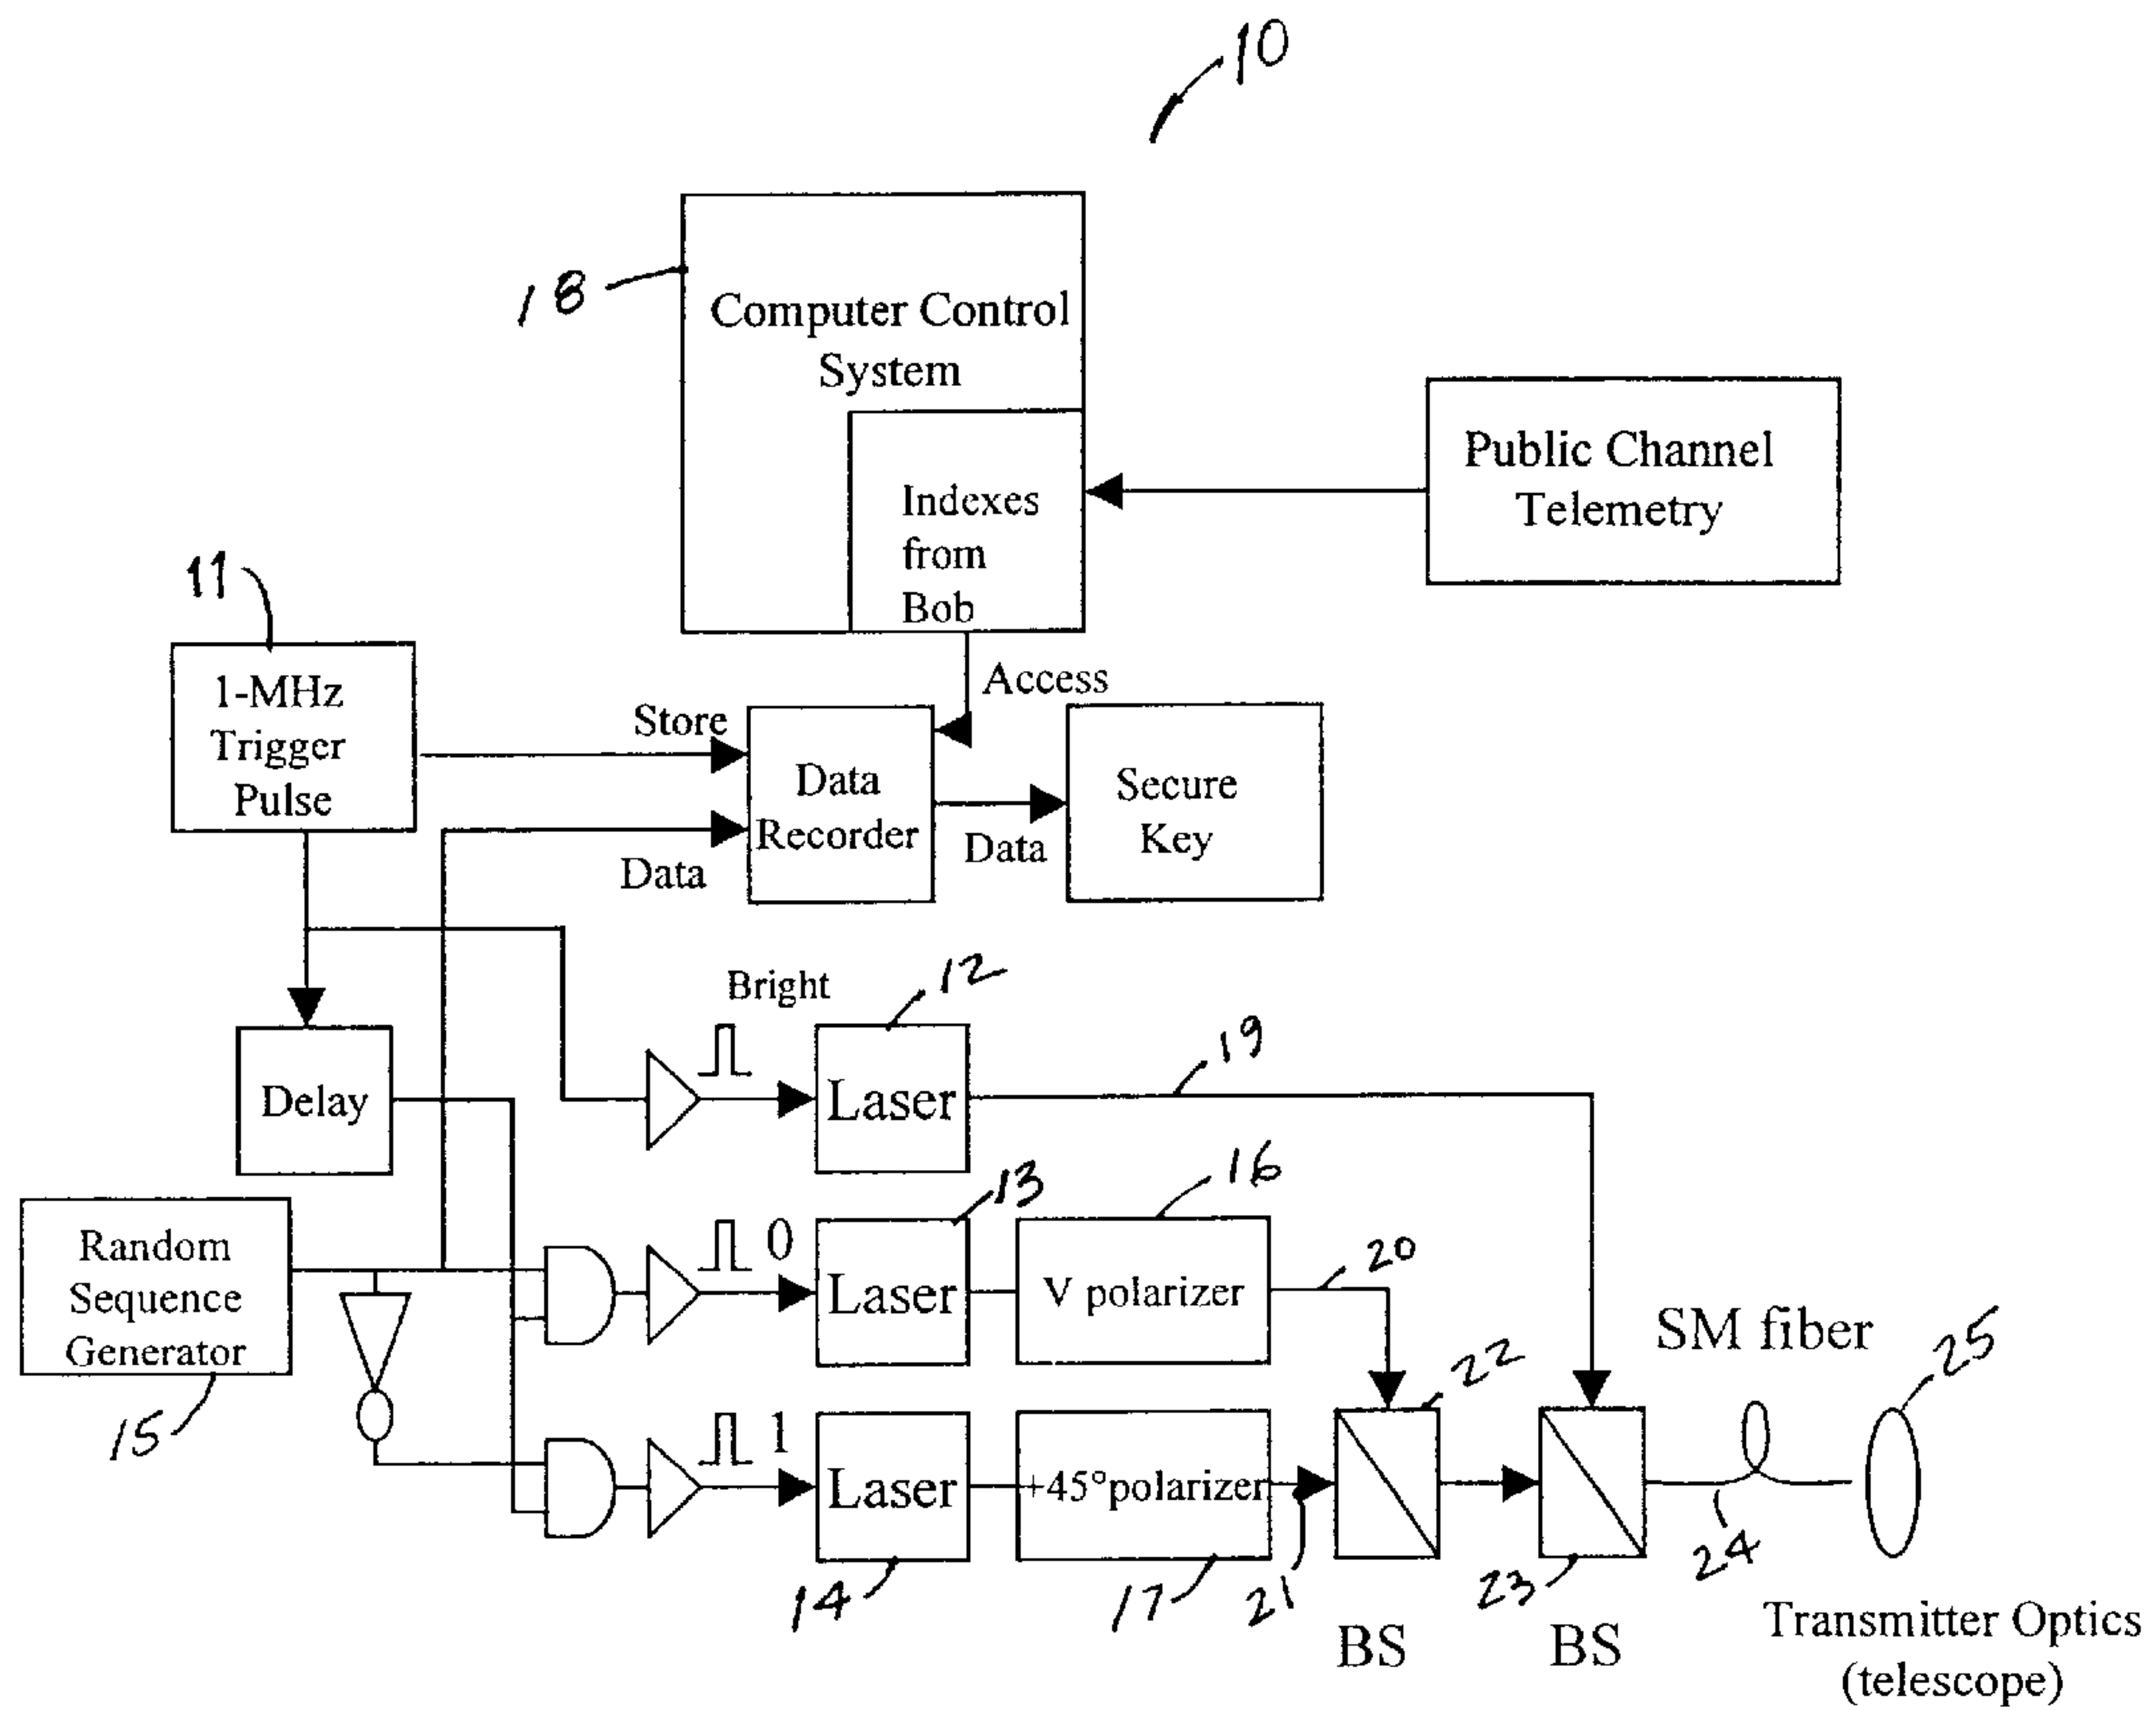 10
18
Computer Control
System
Indexes
from
Bob
Public Channel
Telemetry
11
1-MHz
Trigger
Pulse
Store
Access
Data
Recorder
Data
Data
Secure
Key
Bright
12
Laser
19
Delay
Random
Sequence
Generator
15
0
13
Laser
16
V polarizer
20
1
Laser
14
+45°polarizer
17
21
22
BS
23
BS
SM fiber
24
25
Transmitter Optics
(telescope)